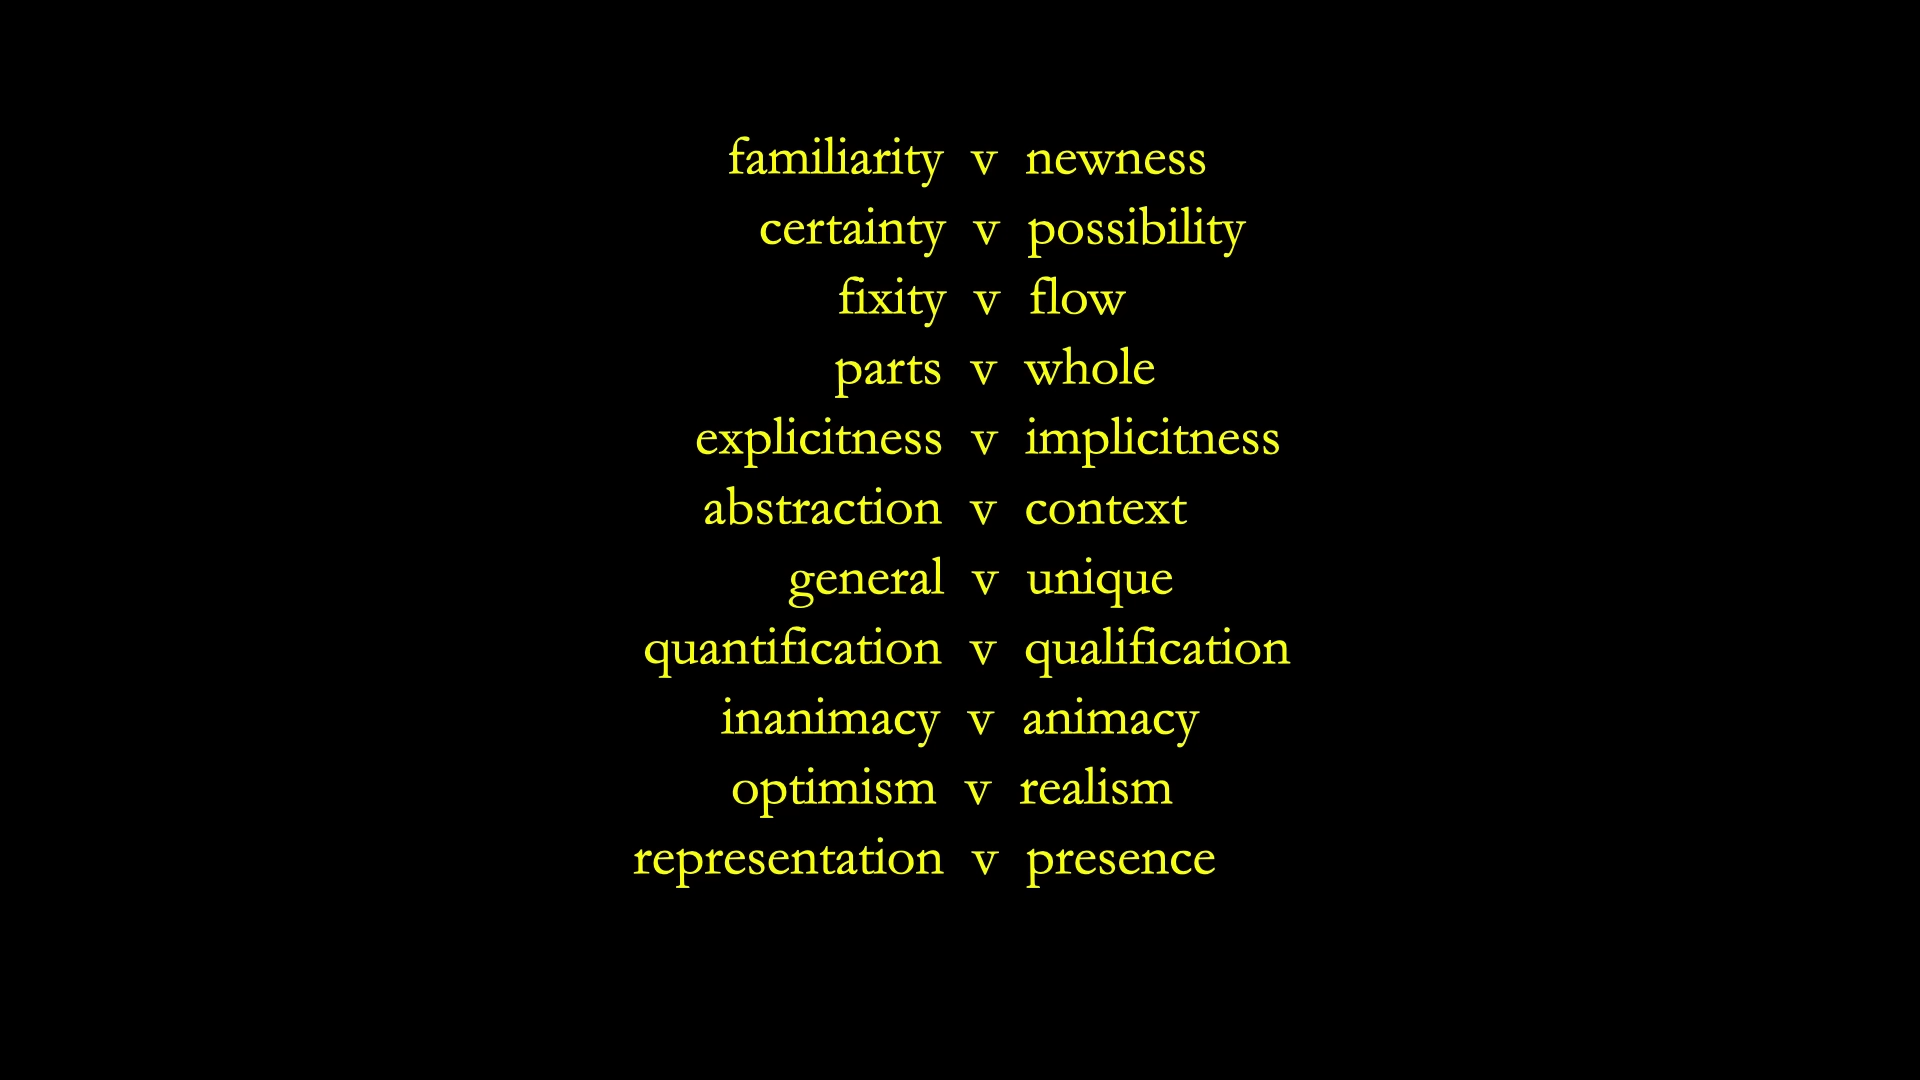 familiarity v newness
certainty v possibility
fixity v flow
parts v whole
explicitness v implicitness
abstraction v context
general v unique
quantification v qualification
inanimacy v animacy
optimism v realism
representation v presence